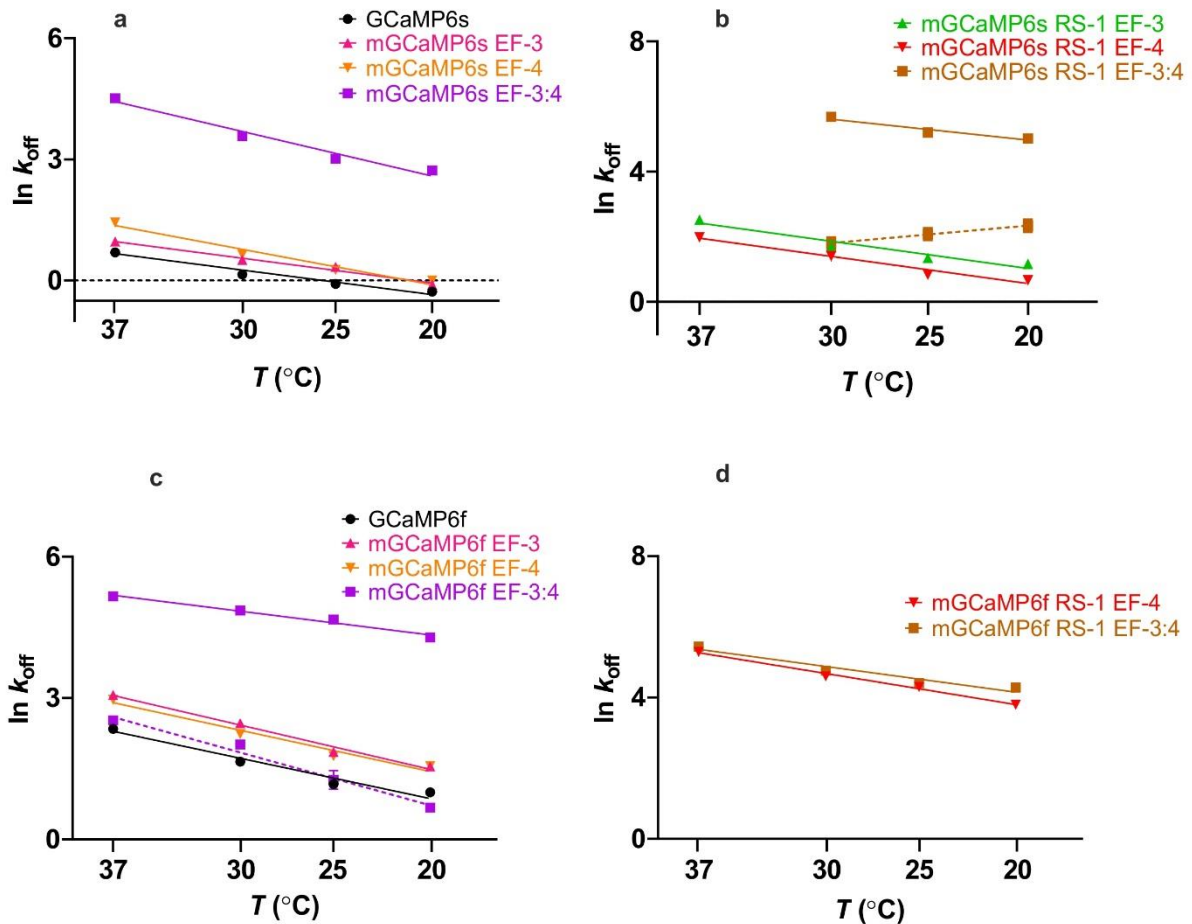 a
GCaMP6s
mGCaMP6s EF-3
mGCaMP6s EF-4
mGCaMP6s EF-3:4
6
3
0
ln koff
37
30
25
20
T (°C)
b
mGCaMP6s RS-1 EF-3
mGCaMP6s RS-1 EF-4
mGCaMP6s RS-1 EF-3:4
8
4
0
ln koff
37
30
25
20
T (°C)
c
GCaMP6f
mGCaMP6f EF-3
mGCaMP6f EF-4
mGCaMP6f EF-3:4
6
3
0
ln koff
37
30
25
20
T (°C)
d
mGCaMP6f RS-1 EF-4
mGCaMP6f RS-1 EF-3:4
8
4
0
ln koff
37
30
25
20
T (°C)